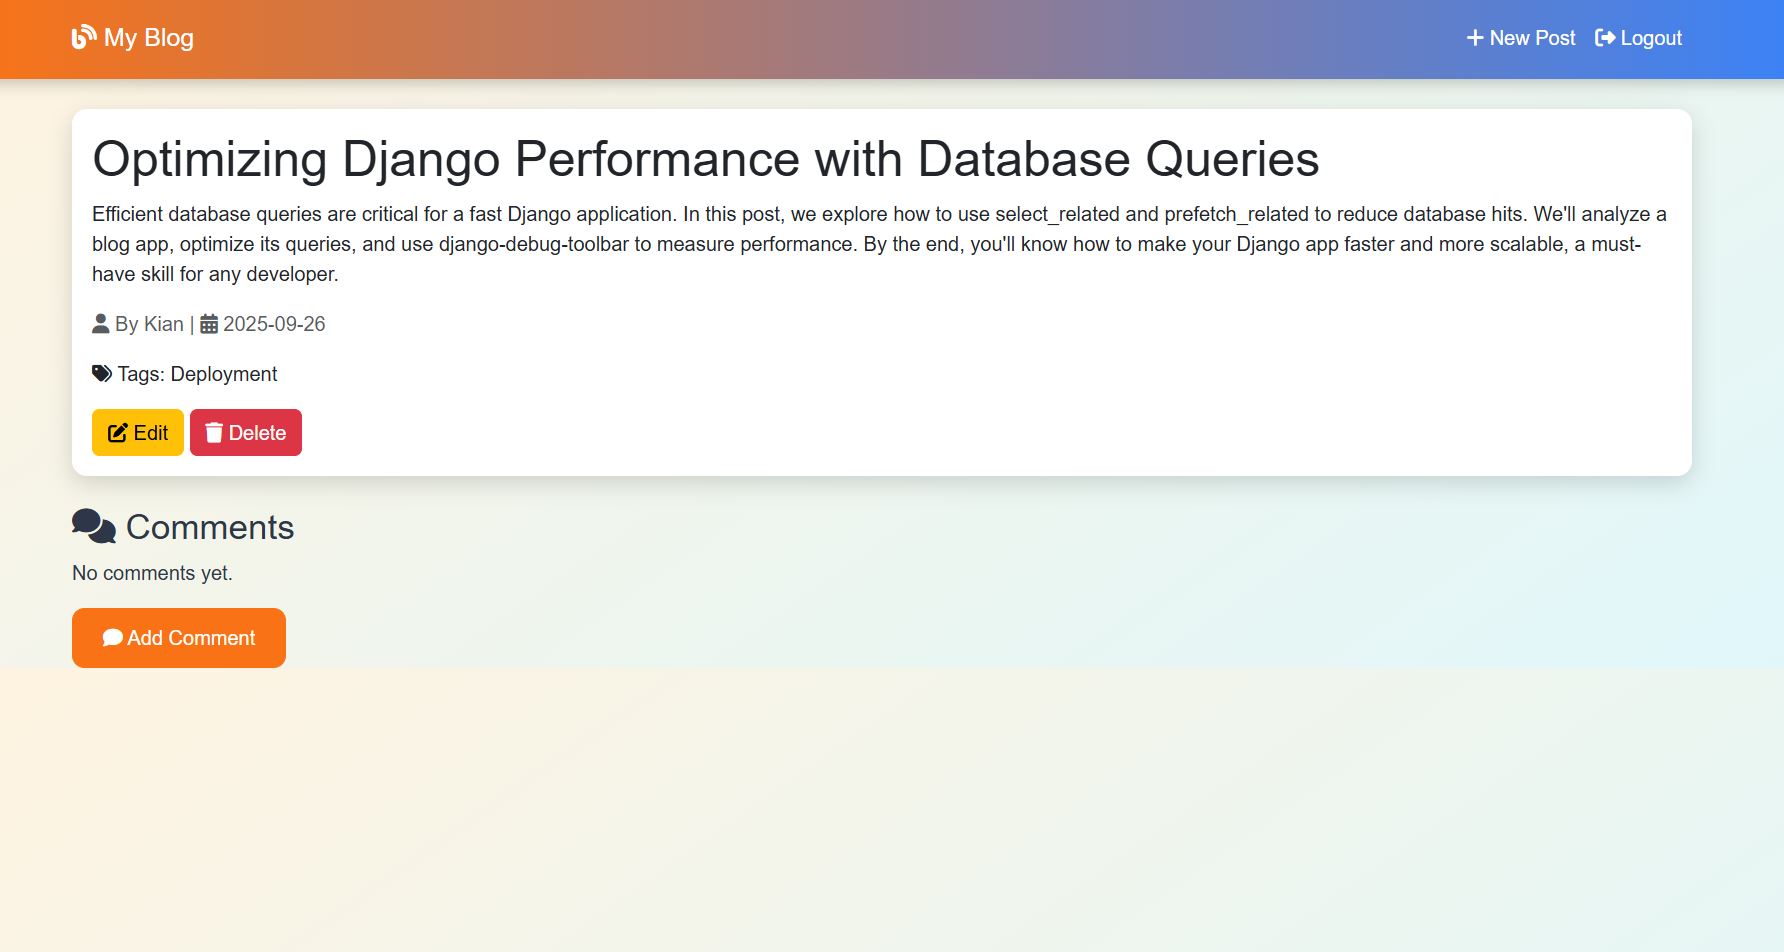 My Blog
New Post
Logout
Optimizing Django Performance with Database Queries
Efficient database queries are critical for a fast Django application. In this post, we explore how to use select_related and prefetch_related to reduce database hits. We'll analyze a
blog app, optimize its queries, and use django-debug-toolbar to measure performance. By the end, you'll know how to make your Django app faster and more scalable, a must-
have skill for any developer.
By Kian | 2025-09-26
Tags: Deployment
Edit
Delete
Comments
No comments yet.
Add Comment